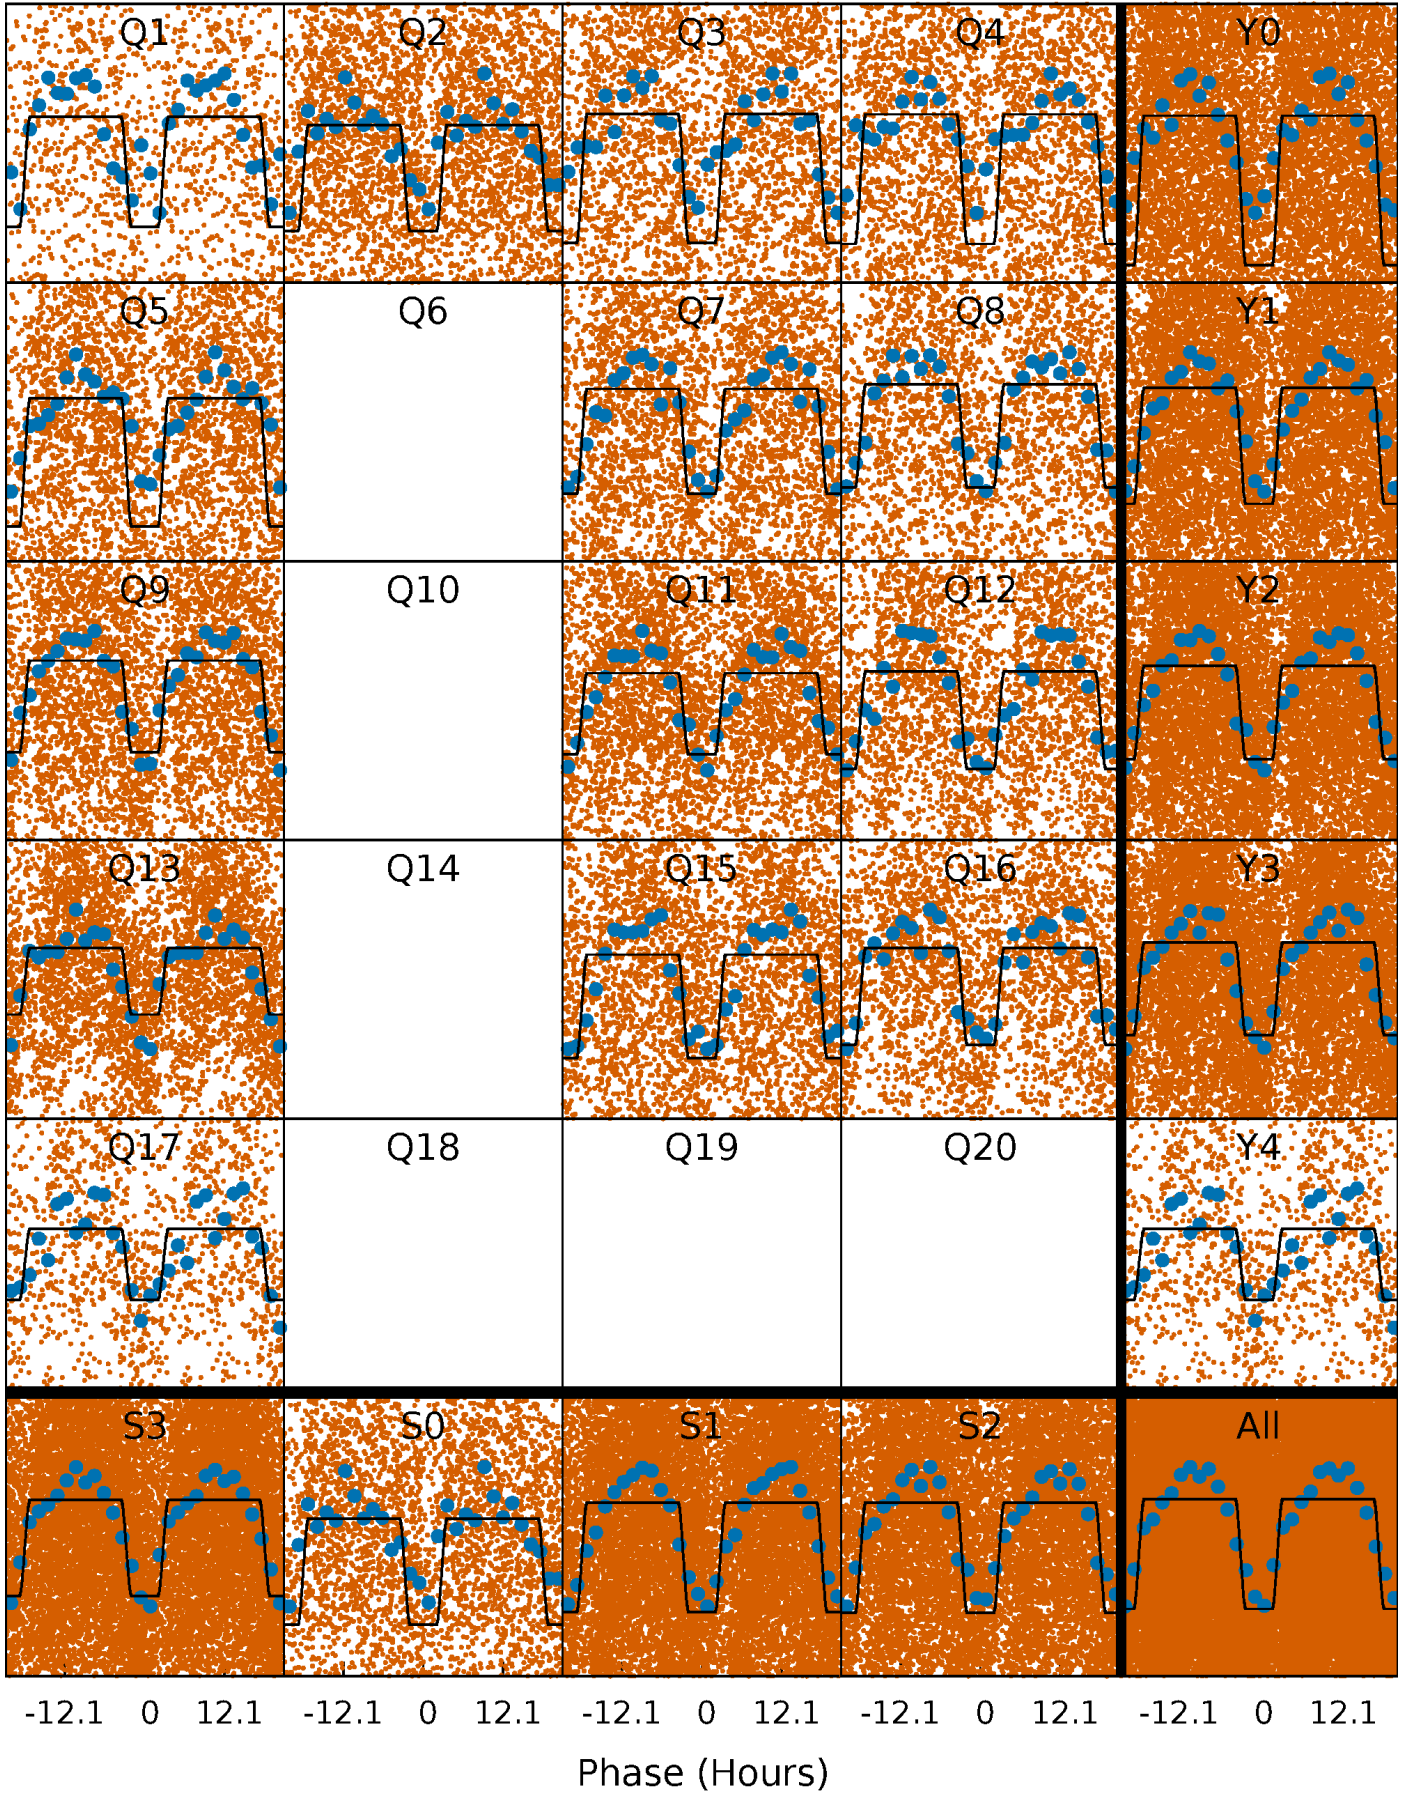 Q1 Q2 Q3 Q4 Y0
Q5 Q6 Q7 Q8 Y1
Q9 Q10 Q11 Q12 Y2
Q13 Q14 Q15 Q16 Y3
Q17 Q18 Q19 Q20 Y4
S3 S0 S1 S2 All
-12.1 0 12.1 -12.1 0 12.1 -12.1 0 12.1 -12.1 0 12.1 -12.1 0 12.1
Phase (Hours)